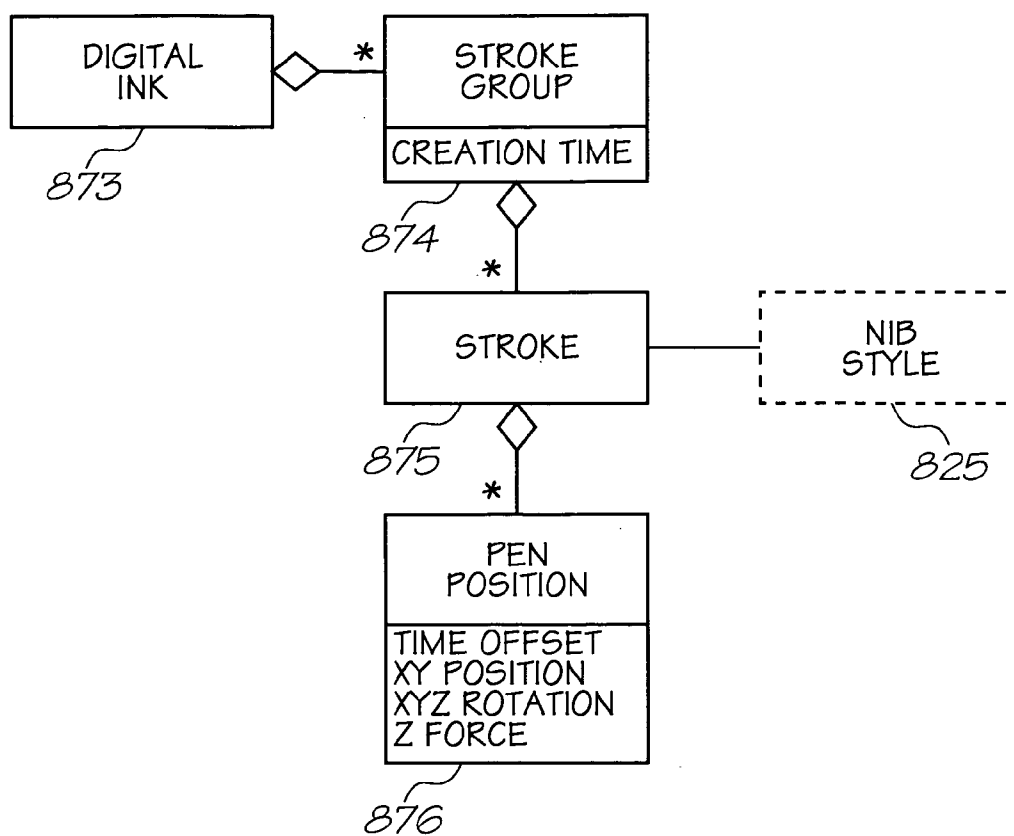 DIGITAL
INK
*
STROKE
GROUP
CREATION TIME
873
874
*
STROKE
NIB
STYLE
875
825
*
PEN
POSITION
TIME OFFSET
XY POSITION
XYZ ROTATION
Z FORCE
876